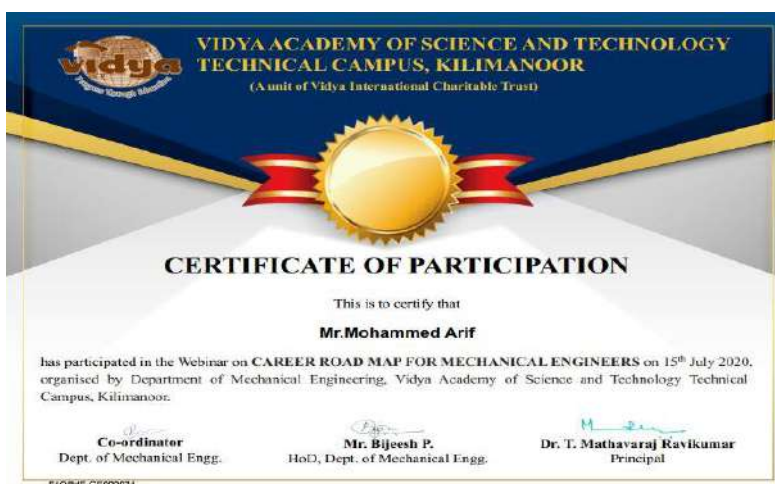 vidya
Progress Through Education
VIDYA ACADEMY OF SCIENCE AND TECHNOLOGY
TECHNICAL CAMPUS, KILIMANOOR
(A unit of Vidya International Charitable Trust)
CERTIFICATE OF PARTICIPATION
This is to certify that
Mr.Mohammed Arif
has participated in the Webinar on CAREER ROAD MAP FOR MECHANICAL ENGINEERS on 15th July 2020,
organised by Department of Mechanical Engineering, Vidya Academy of Science and Technology Technical
Campus, Kilimanoor.
Co-ordinator
Dept. of Mechanical Engg.
Mr. Bijeesh P.
HoD, Dept. of Mechanical Engg.
Dr. T. Mathavaraj Ravikumar
Principal